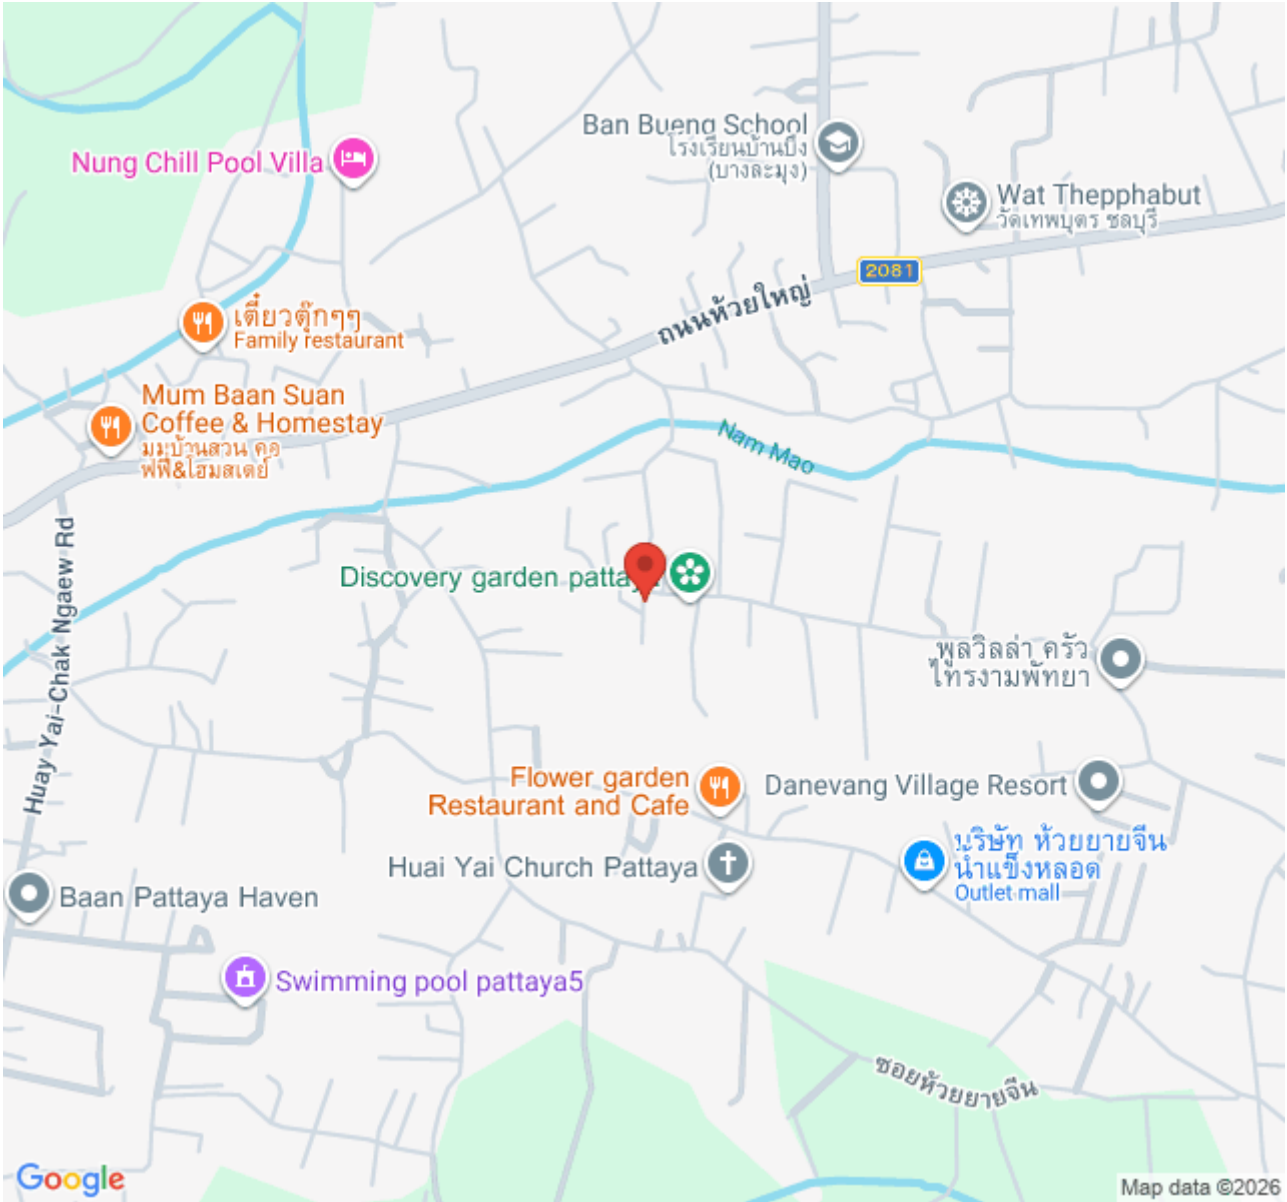 Ban Bueng School
โรงเรียนบ้านบึง
(บางละมุง)
Nung Chill Pool Villa
Wat Thepphabut
วัดเทพบุตร ชลบุรี
2081
ถนนห้วยใหญ่
เตี๋ยวตุ๊กๆๆ
Family restaurant
Mum Baan Suan
Coffee & Homestay
มุมบ้านสวน คอ
ฟฟี่&โฮมสเตย์
Nam Mao
Huay Yai-Chak Ngaew Rd
Discovery garden pattaya
พูลวิลล่า ครัว
ไทรงามพัทยา
Flower garden
Restaurant and Cafe
Danevang Village Resort
บริษัท ห้วยยายจีน
น้ำแข็งหลอด
Outlet mall
Huai Yai Church Pattaya
Baan Pattaya Haven
Swimming pool pattaya5
ซอยห้วยยายจีน
Google
Map data ©2026